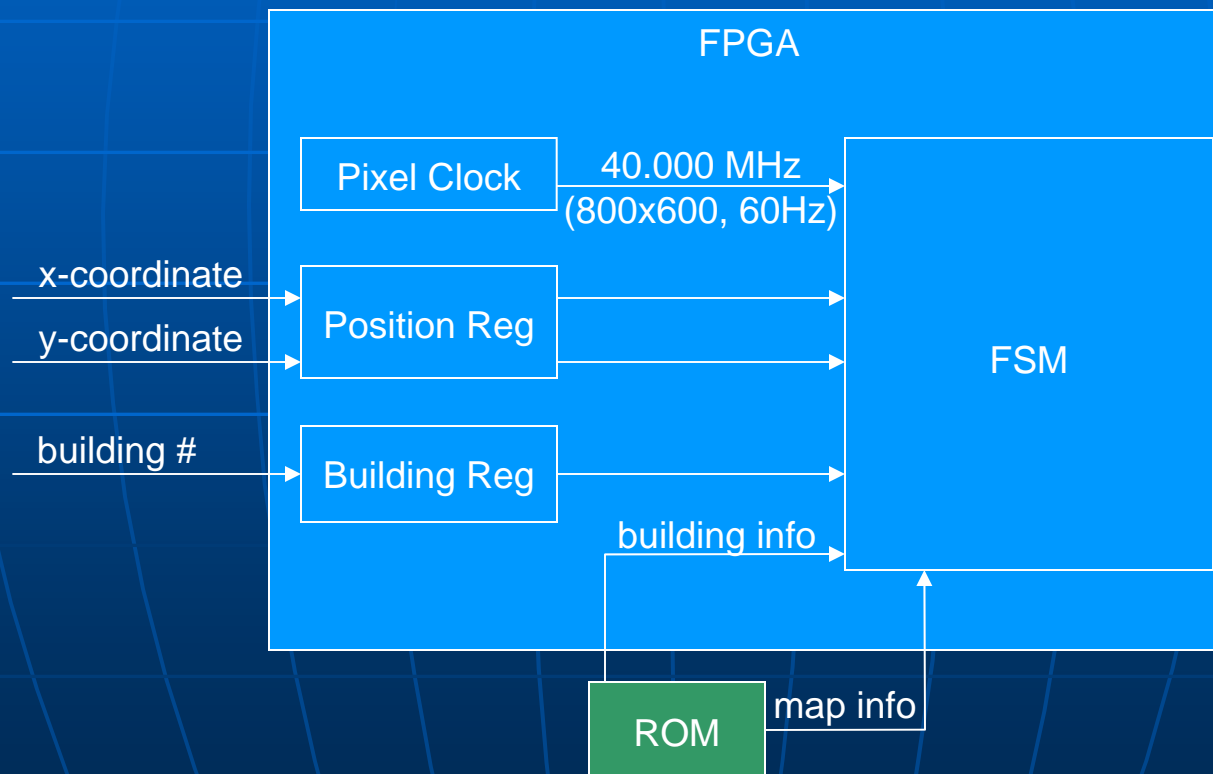 FPGA
Pixel Clock
40.000 MHz
(800x600, 60Hz)
x-coordinate
y-coordinate
Position Reg
FSM
building #
Building Reg
building info
map info
ROM